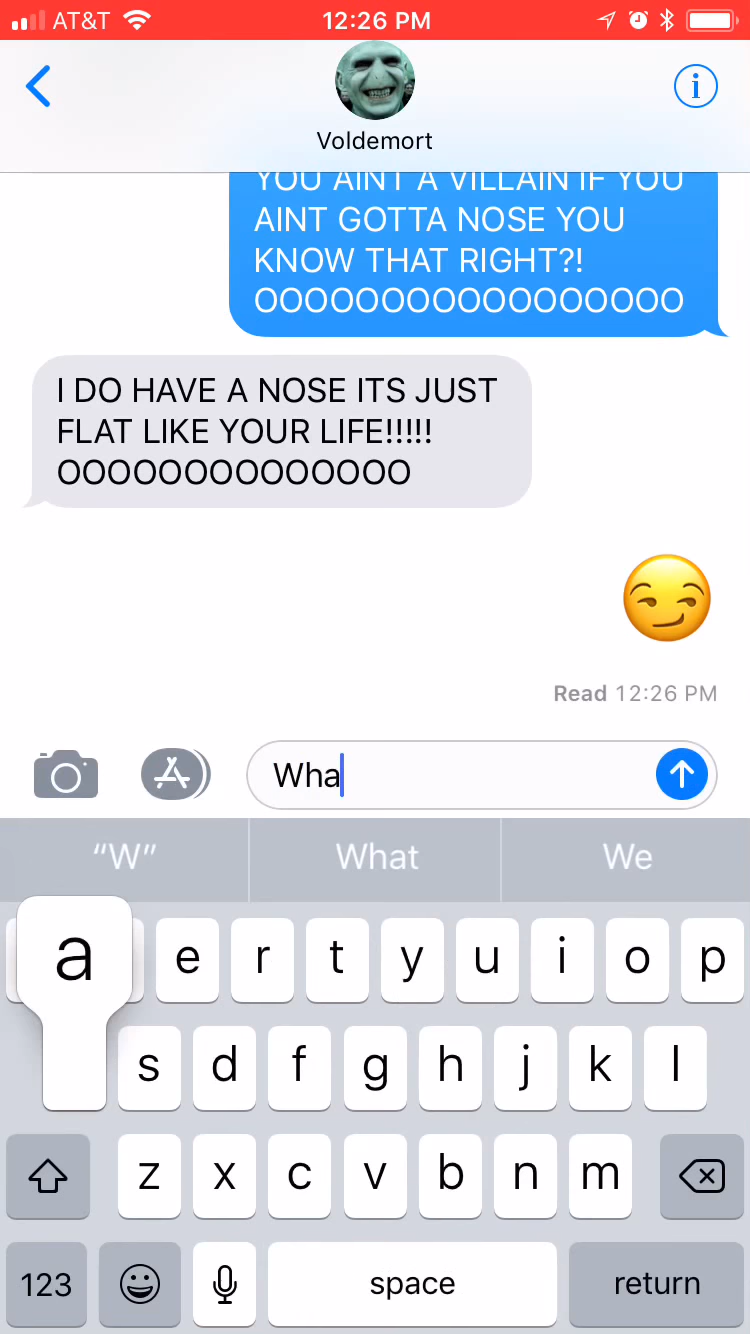 AT&T 12:26 PM
i
Voldemort
YOU AINT A VILLAIN IF YOU
AINT GOTTA NOSE YOU
KNOW THAT RIGHT?!
OOOOOOOOOOOOOOOOO
I DO HAVE A NOSE ITS JUST
FLAT LIKE YOUR LIFE!!!!!
OOOOOOOOOOOOOO
Read 12:26 PM
Wha
“W” What We
a e r t y u i o p
s d f g h j k l
z x c v b n m
123 space return